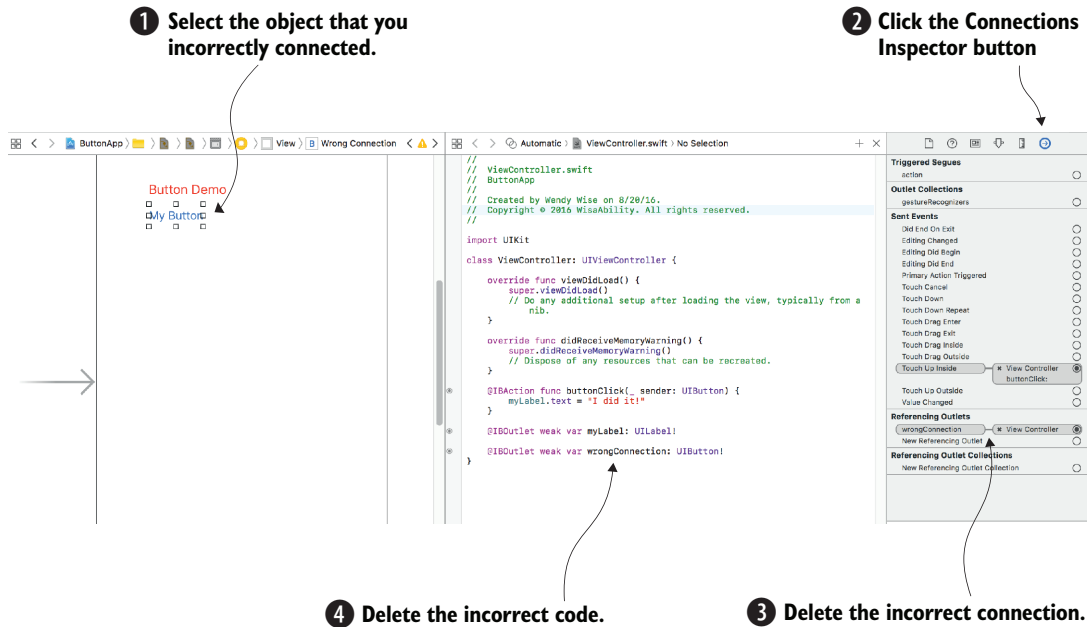 1 Select the object that you
incorrectly connected.
2 Click the Connections
Inspector button
ButtonApp View B Wrong Connection
Automatic ViewController.swift No Selection
Button Demo
My Button
//
// ViewController.swift
// ButtonApp
//
// Created by Wendy Wise on 8/20/16.
// Copyright © 2016 WisaAbility. All rights reserved.
//
import UIKit
class ViewController: UIViewController {
override func viewDidLoad() {
super.viewDidLoad()
// Do any additional setup after loading the view, typically from a
nib.
}
override func didReceiveMemoryWarning() {
super.didReceiveMemoryWarning()
// Dispose of any resources that can be recreated.
}
@IBAction func buttonClick(_ sender: UIButton) {
myLabel.text = "I did it!"
}
@IBOutlet weak var myLabel: UILabel!
@IBOutlet weak var wrongConnection: UIButton!
}
Triggered Segues
action
Outlet Collections
gestureRecognizers
Sent Events
Did End On Exit
Editing Changed
Editing Did Begin
Editing Did End
Primary Action Triggered
Touch Cancel
Touch Down
Touch Down Repeat
Touch Drag Enter
Touch Drag Exit
Touch Drag Inside
Touch Drag Outside
Touch Up Inside × View Controller
buttonClick:
Touch Up Outside
Value Changed
Referencing Outlets
wrongConnection × View Controller
New Referencing Outlet
Referencing Outlet Collections
New Referencing Outlet Collection
4 Delete the incorrect code.
3 Delete the incorrect connection.